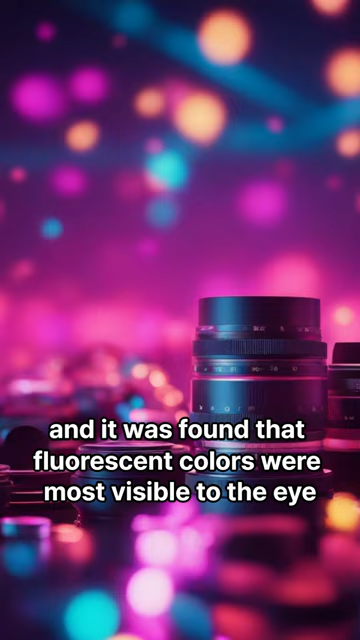 and it was found that
fluorescent colors were
most visible to the eye